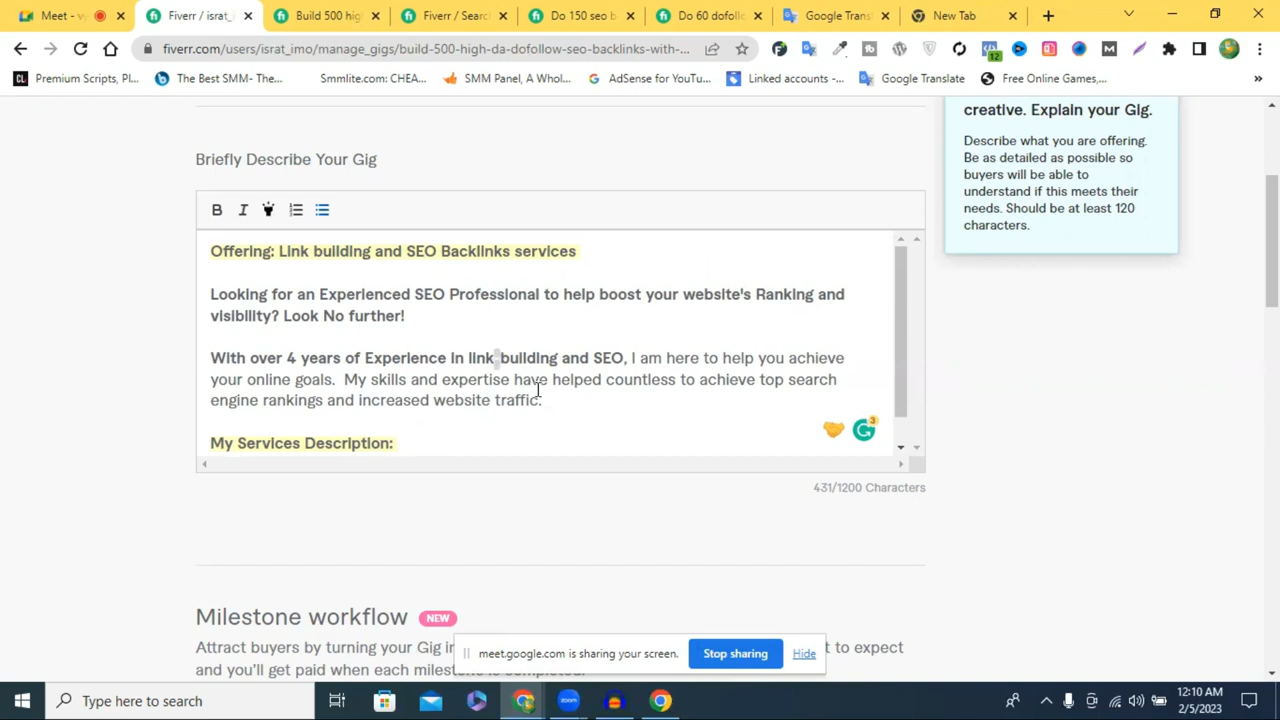 Meet - vy
Fiverr / israt_i
Build 500 high
Fiverr / Search
Do 150 seo b
Do 60 dofollo
Google Trans
New Tab
fiverr.com/users/israt_imo/manage_gigs/build-500-high-da-dofollow-seo-backlinks-with-...
12
Premium Scripts, Pl...
The Best SMM- The...
Smmlite.com: CHEA...
SMM Panel, A Whol...
AdSense for YouTu...
Linked accounts -...
Google Translate
Free Online Games,...
creative. Explain your Gig.
Describe what you are offering.
Be as detailed as possible so
buyers will be able to
understand if this meets their
needs. Should be at least 120
characters.
Briefly Describe Your Gig
B I
Offering: Link building and SEO Backlinks services
Looking for an Experienced SEO Professional to help boost your website's Ranking and
visibility? Look No further!
With over 4 years of Experience in link building and SEO, I am here to help you achieve
your online goals. My skills and expertise have helped countless to achieve top search
engine rankings and increased website traffic.
3
My Services Description:
431/1200 Characters
Milestone workflow NEW
Attract buyers by turning your Gig in
t to expect
and you'll get paid when each milestone is completed.
meet.google.com is sharing your screen.
Stop sharing
Hide
Type here to search
12:10 AM
2/5/2023